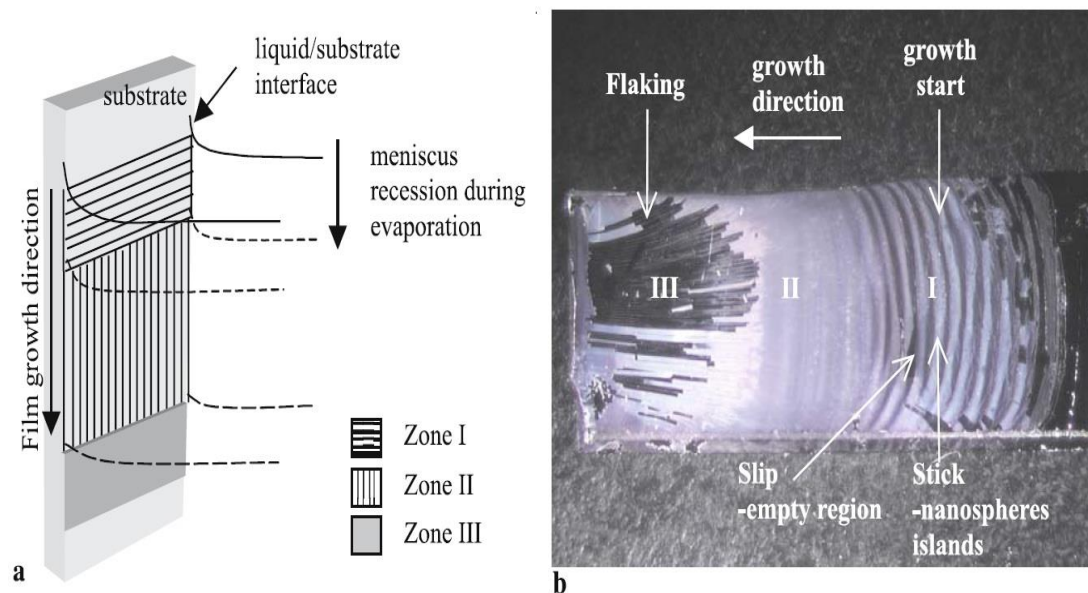 liquid/substrate
interface
substrate
meniscus
recession during
evaporation
Film growth direction
Zone I
Zone II
Zone III
a
Flaking
growth
direction
growth
start
III
II
I
Slip
-empty region
Stick
-nanospheres
islands
b